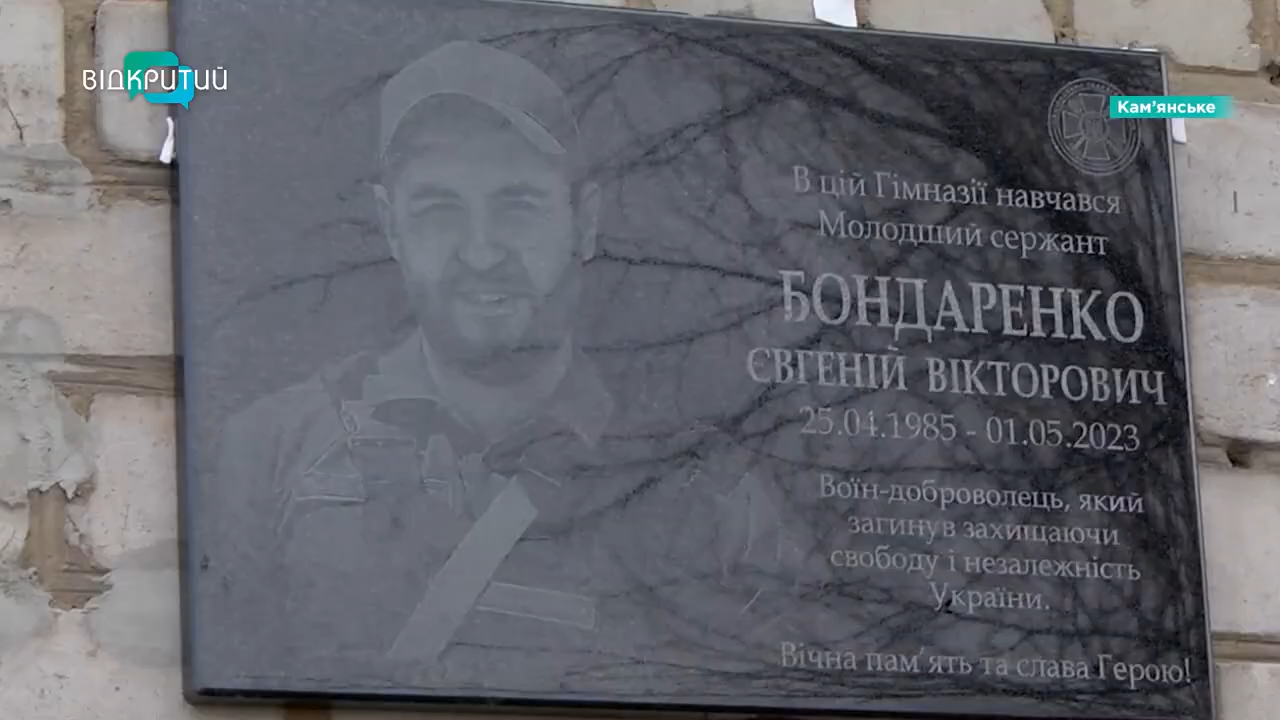 ВІДКРИТИЙ
Кам'янське
В цій Гімназії навчався
Молодший сержант
БОНДАРЕНКО
ЄВГЕНІЙ ВІКТОРОВИЧ
25.04.1985 - 01.05.2023
Воїн-доброволець, який
загинув захищаючи
свободу і незалежність
України.
Вічна пам'ять та слава Герою!